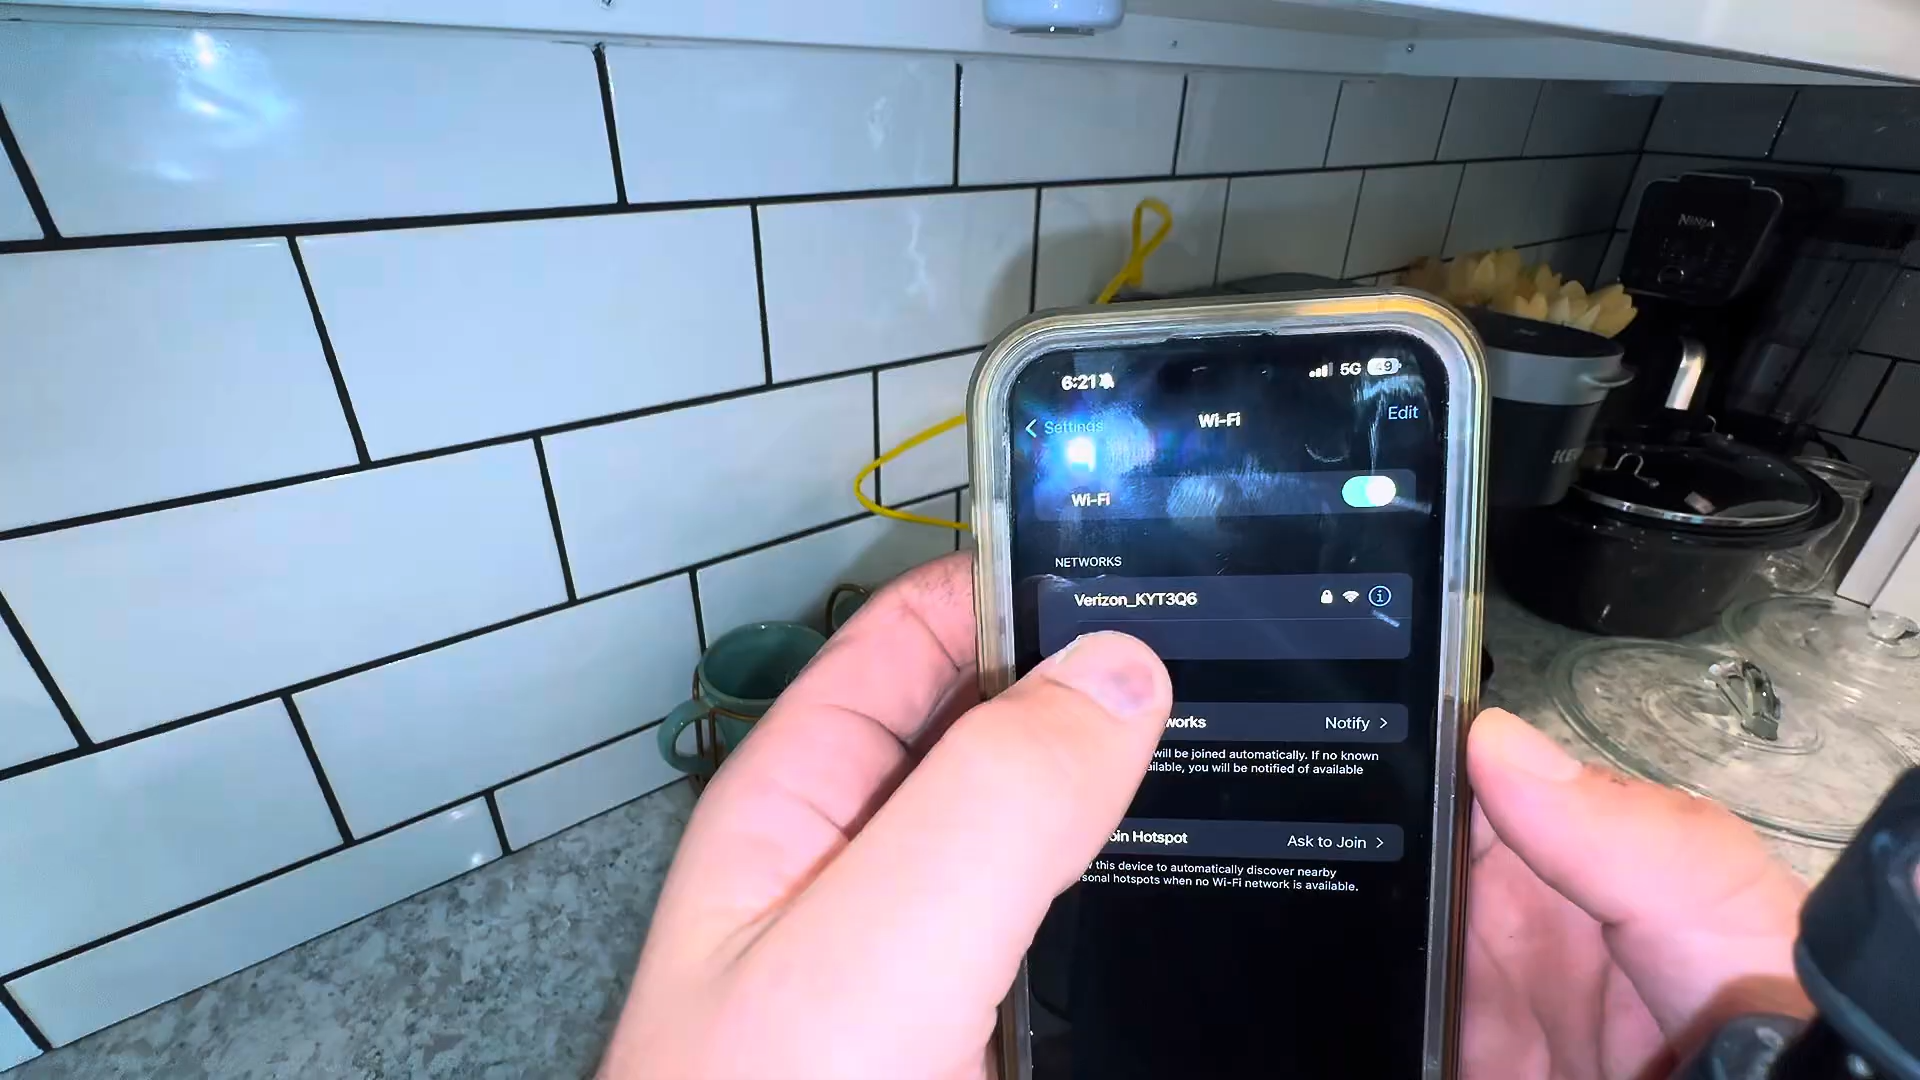 NINJA
6:21 5G 49
Settings Wi-Fi Edit
Wi-Fi
NETWORKS
Verizon_KYT3Q6
works Notify
will be joined automatically. If no known
ailable, you will be notified of available
oin Hotspot Ask to Join
this device to automatically discover nearby
sonal hotspots when no Wi-Fi network is available.